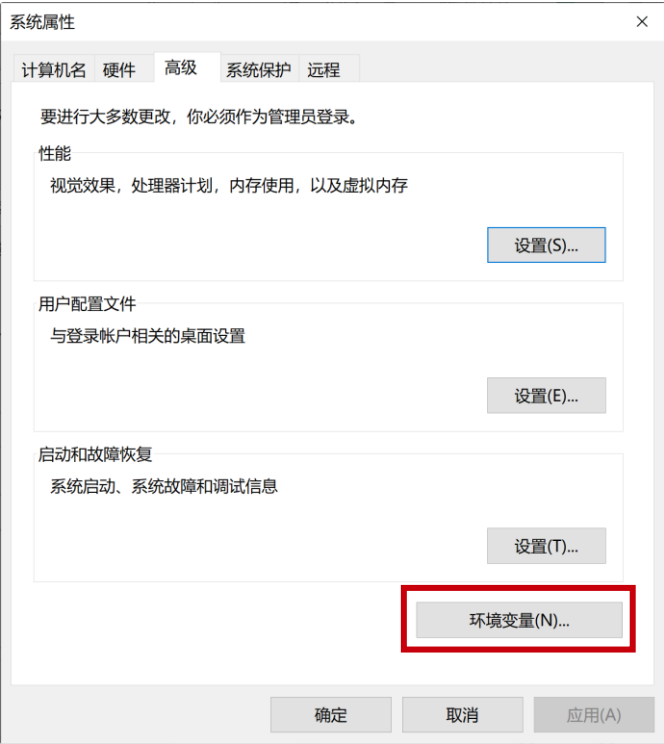 系统属性
计算机名 硬件 高级 系统保护 远程
要进行大多数更改，你必须作为管理员登录。
性能
视觉效果，处理器计划，内存使用，以及虚拟内存
设置(S)...
用户配置文件
与登录帐户相关的桌面设置
设置(E)...
启动和故障恢复
系统启动、系统故障和调试信息
设置(T)...
环境变量(N)...
确定 取消 应用(A)